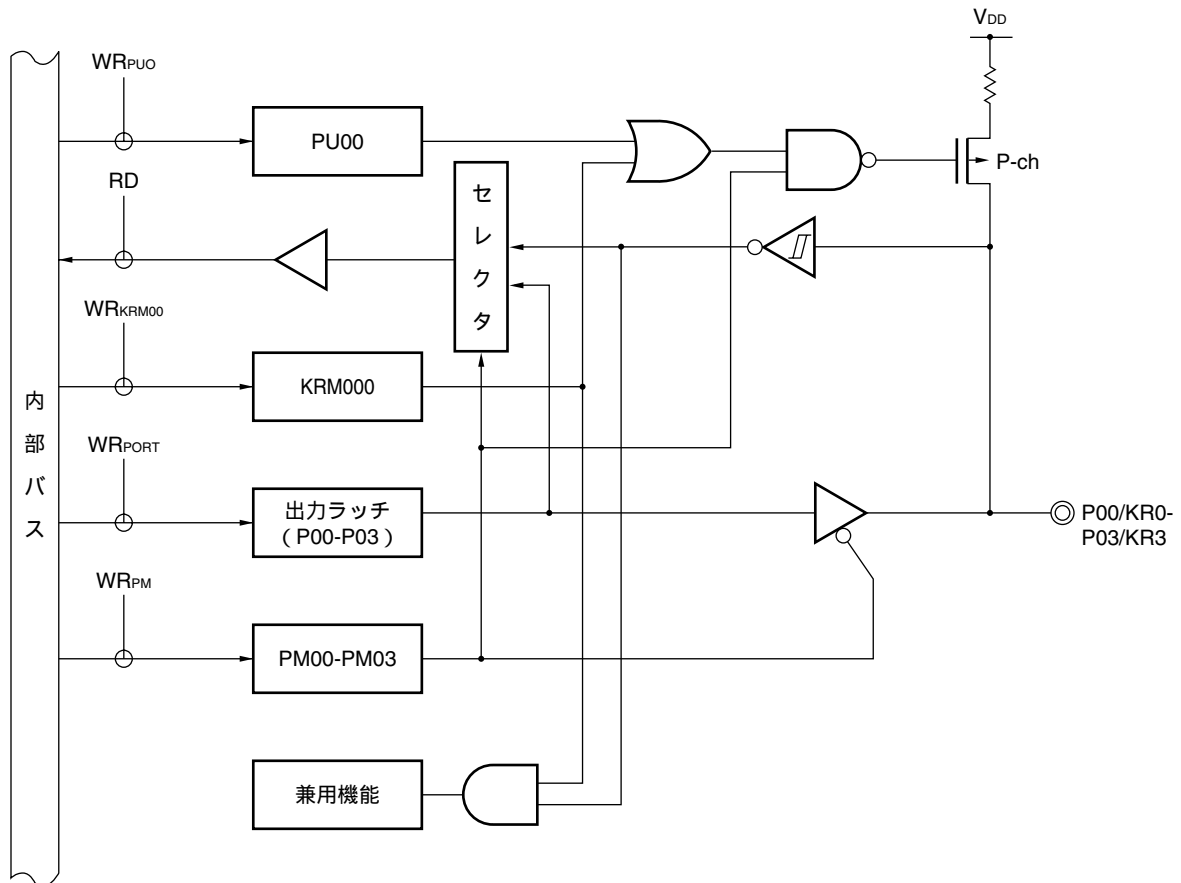 VDD
WRPUO
PU00
P-ch
RD
セレクタ
WRKRM00
KRM000
内部バス
WRPORT
出力ラッチ
（P00-P03）
P00/KR0-
P03/KR3
WRPM
PM00-PM03
兼用機能